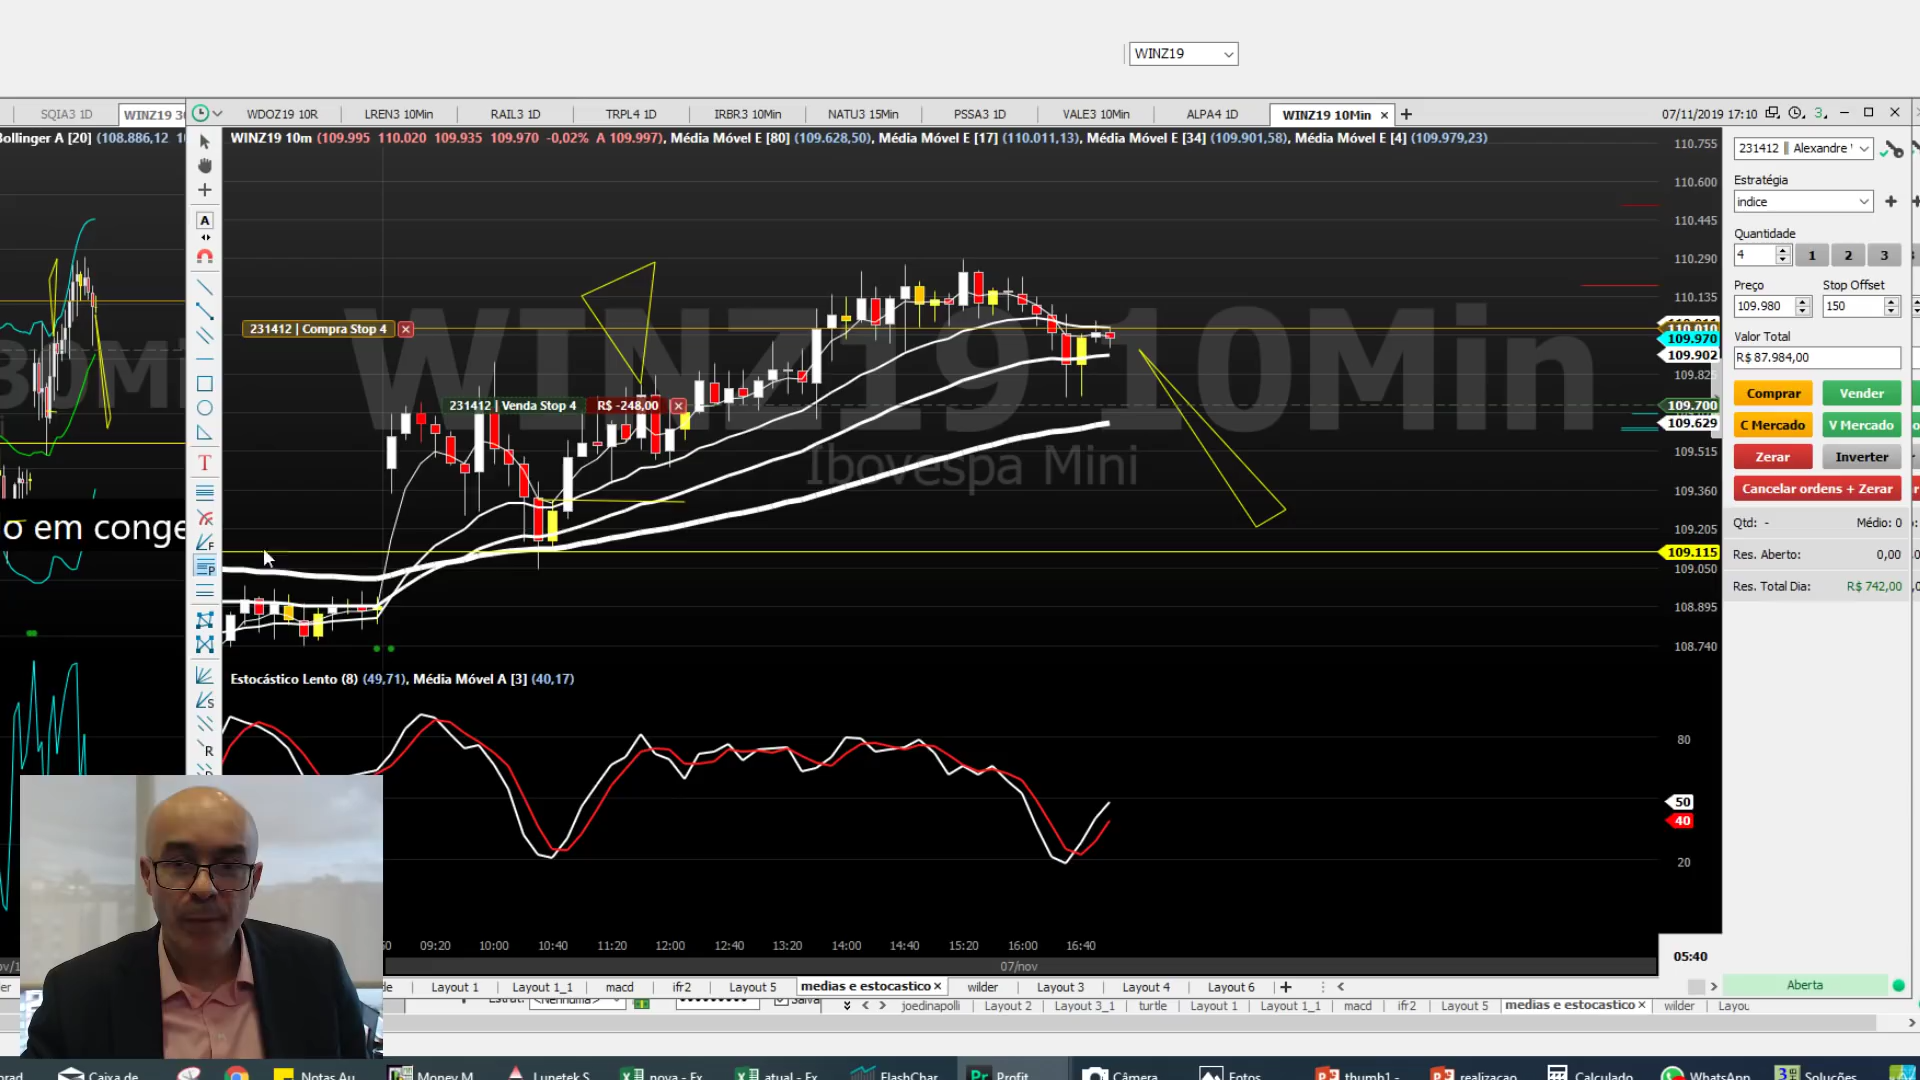 WINZ19
SQIA3 1D
WINZ19 30
WDOZ19 10R
LREN3 10Min
RAIL3 1D
TRPL4 1D
IRBR3 10Min
NATU3 15Min
PSSA3 1D
VALE3 10Min
ALPA4 1D
WINZ19 10Min
07/11/2019 17:10
Bollinger A [20] (108.886,12
WINZ19 10m (109.995 110.020 109.935 109.970 -0,02% A 109.997), Média Móvel E [80] (109.628,50), Média Móvel E [17] (110.011,13), Média Móvel E [34] (109.901,58), Média Móvel E [4] (109.979,23)
WINZ19 10Min
Ibovespa Mini
231412 | Compra Stop 4
231412 | Venda Stop 4 R$ -248,00
110.755
110.600
110.445
110.290
110.135
110.010
109.970
109.902
109.825
109.700
109.629
109.515
109.360
109.205
109.115
109.050
108.895
108.740
do em conge
Estocástico Lento (8) (49,71), Média Móvel A [3] (40,17)
80
50
40
20
09:20 10:00 10:40 11:20 12:00 12:40 13:20 14:00 14:40 15:20 16:00 16:40
07/nov
05:40
231412 Alexandre
Estratégia
indice
Quantidade
4 1 2 3
Preço Stop Offset
109.980 150
Valor Total
R$ 87.984,00
Comprar Vender
C Mercado V Mercado
Zerar Inverter
Cancelar ordens + Zerar
Qtd: - Médio: 0
Res. Aberto: 0,00
Res. Total Dia: R$ 742,00
Aberta
Layout 1 Layout 1_1 macd ifr2 Layout 5 medias e estocastico wilder Layout 3 Layout 4 Layout 6
joedinapolli Layout 2 Layout 3_1 turtle Layout 1 Layout 1_1 macd ifr2 Layout 5 medias e estocastico wilder Layou
Caixa de Notas Au Money M Lunetek S nova - Ex atual - Ex FlashChar Profit Câmera Fotos thumb1 - realizacao Calculado WhatsApp Soluções